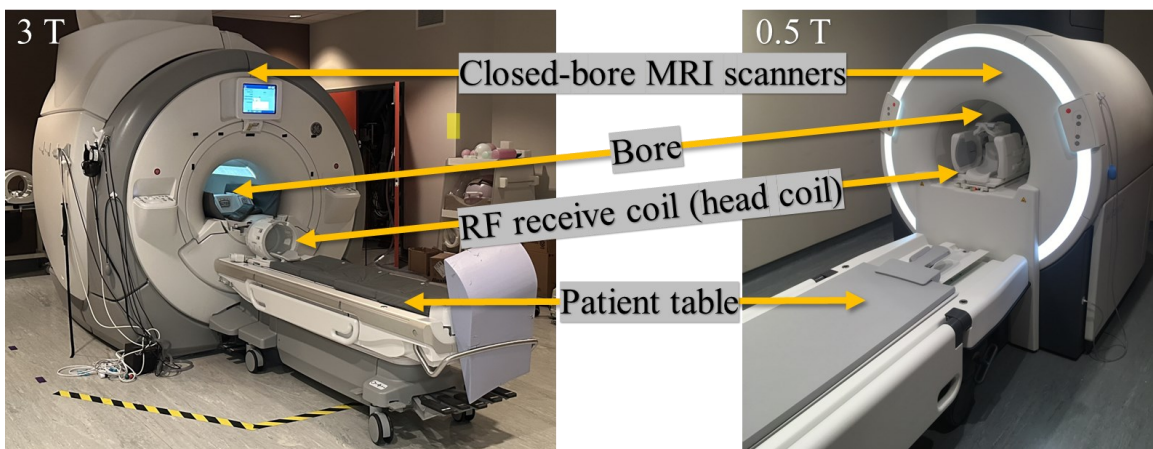 3 T
0.5 T
Closed-bore MRI scanners
Bore
RF receive coil (head coil)
Patient table